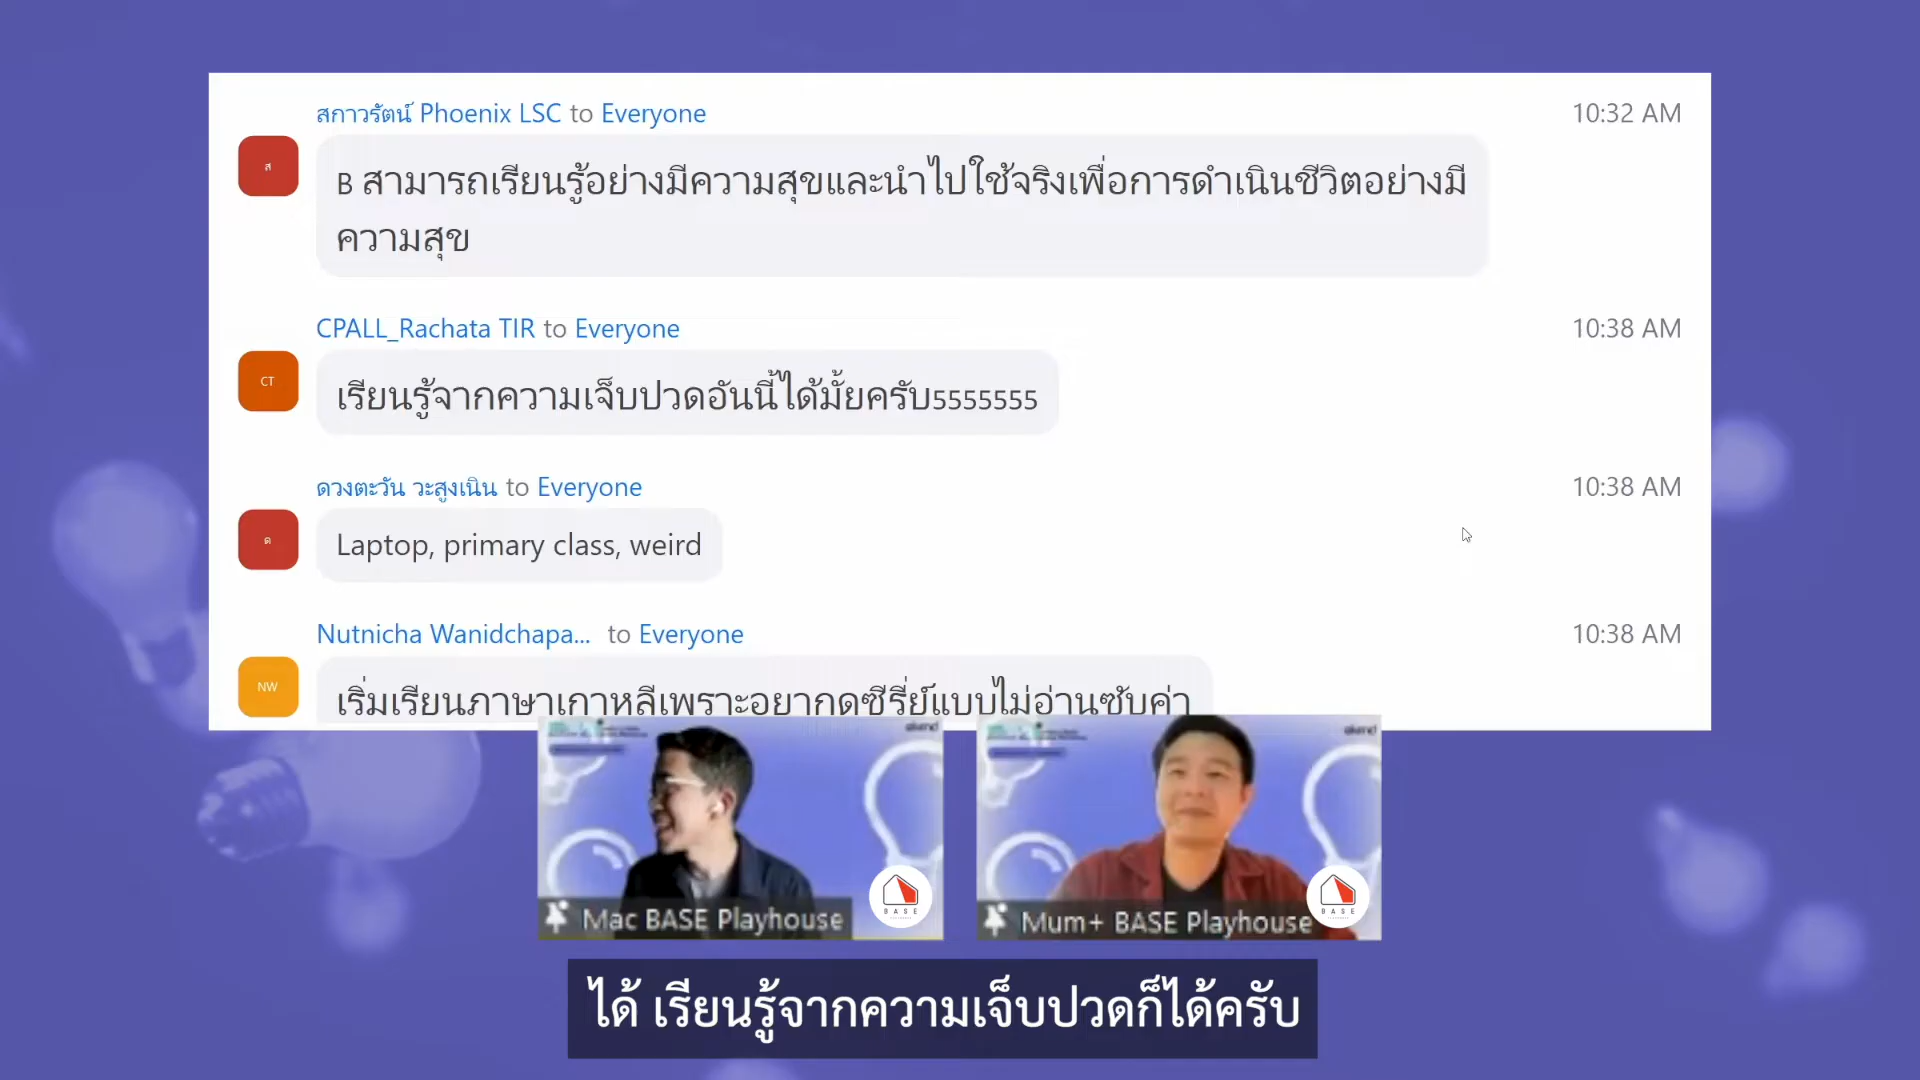 สกาวรัตน์ Phoenix LSC to Everyone
10:32 AM
ส
B สามารถเรียนรู้อย่างมีความสุขและนำไปใช้จริงเพื่อการดำเนินชีวิตอย่างมี
ความสุข
CPALL_Rachata TIR to Everyone
10:38 AM
CT
เรียนรู้จากความเจ็บปวดอันนี้ได้มั้ยครับ5555555
ดวงตะวัน วะสูงเนิน to Everyone
10:38 AM
ด
Laptop, primary class, weird
Nutnicha Wanidchapa... to Everyone
10:38 AM
NW
เริ่มเรียนภาษาเกาหลีเพราะอยากดูซีรี่ย์แบบไม่อ่านซับค่า
Mac BASE Playhouse
BASE
Mum+ BASE Playhouse
BASE
ได้ เรียนรู้จากความเจ็บปวดก็ได้ครับ